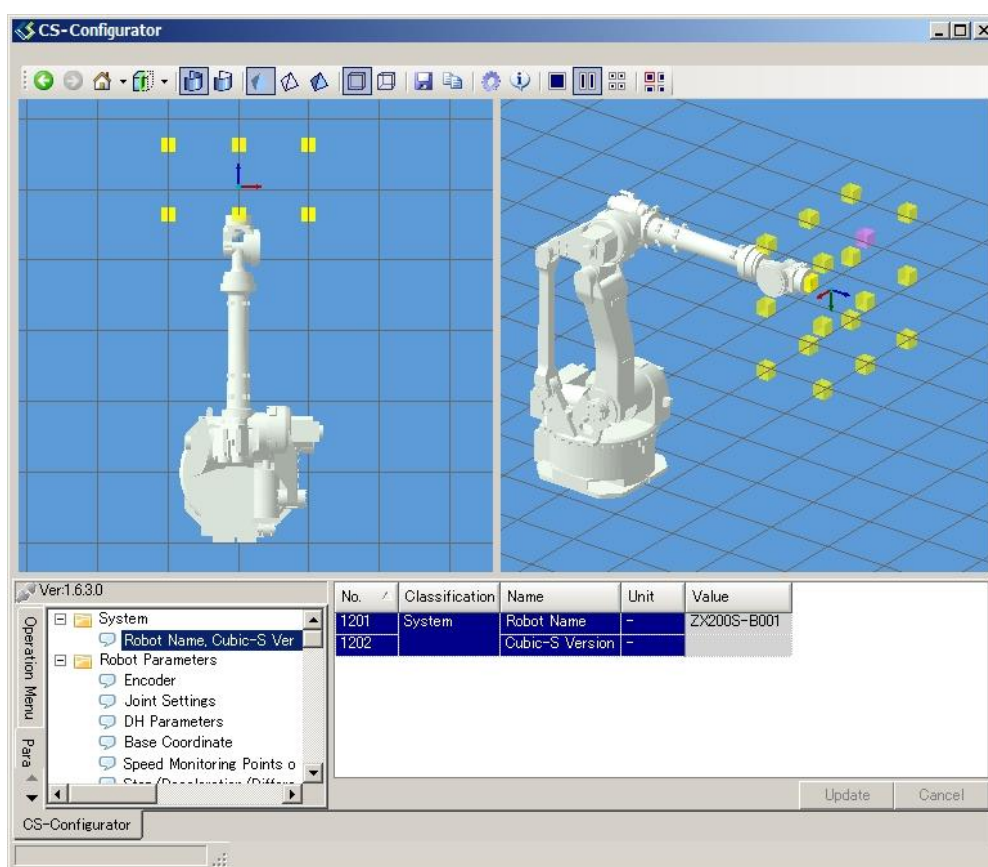 CS-Configurator
Ver:1.6.3.0
Operation Menu
Para
System
Robot Name, Cubic-S Ver
Robot Parameters
Encoder
Joint Settings
DH Parameters
Base Coordinate
Speed Monitoring Points o
No. Classification Name Unit Value
1201 System Robot Name - ZX200S-B001
1202 Cubic-S Version -
Update Cancel
CS-Configurator